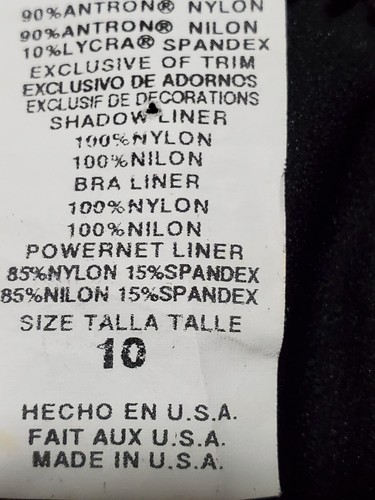 90%ANTRON® NYLON
90%ANTRON® NILON
10%LYCRA® SPANDEX
EXCLUSIVE OF TRIM
EXCLUSIVO DE ADORNOS
EXCLUSIF DE DECORATIONS
SHADOW LINER
100%NYLON
100%NILON
BRA LINER
100%NYLON
100%NILON
POWERNET LINER
85%NYLON 15%SPANDEX
85%NILON 15%SPANDEX
SIZE TALLA TALLE
10
HECHO EN U.S.A.
FAIT AUX U.S.A.
MADE IN U.S.A.